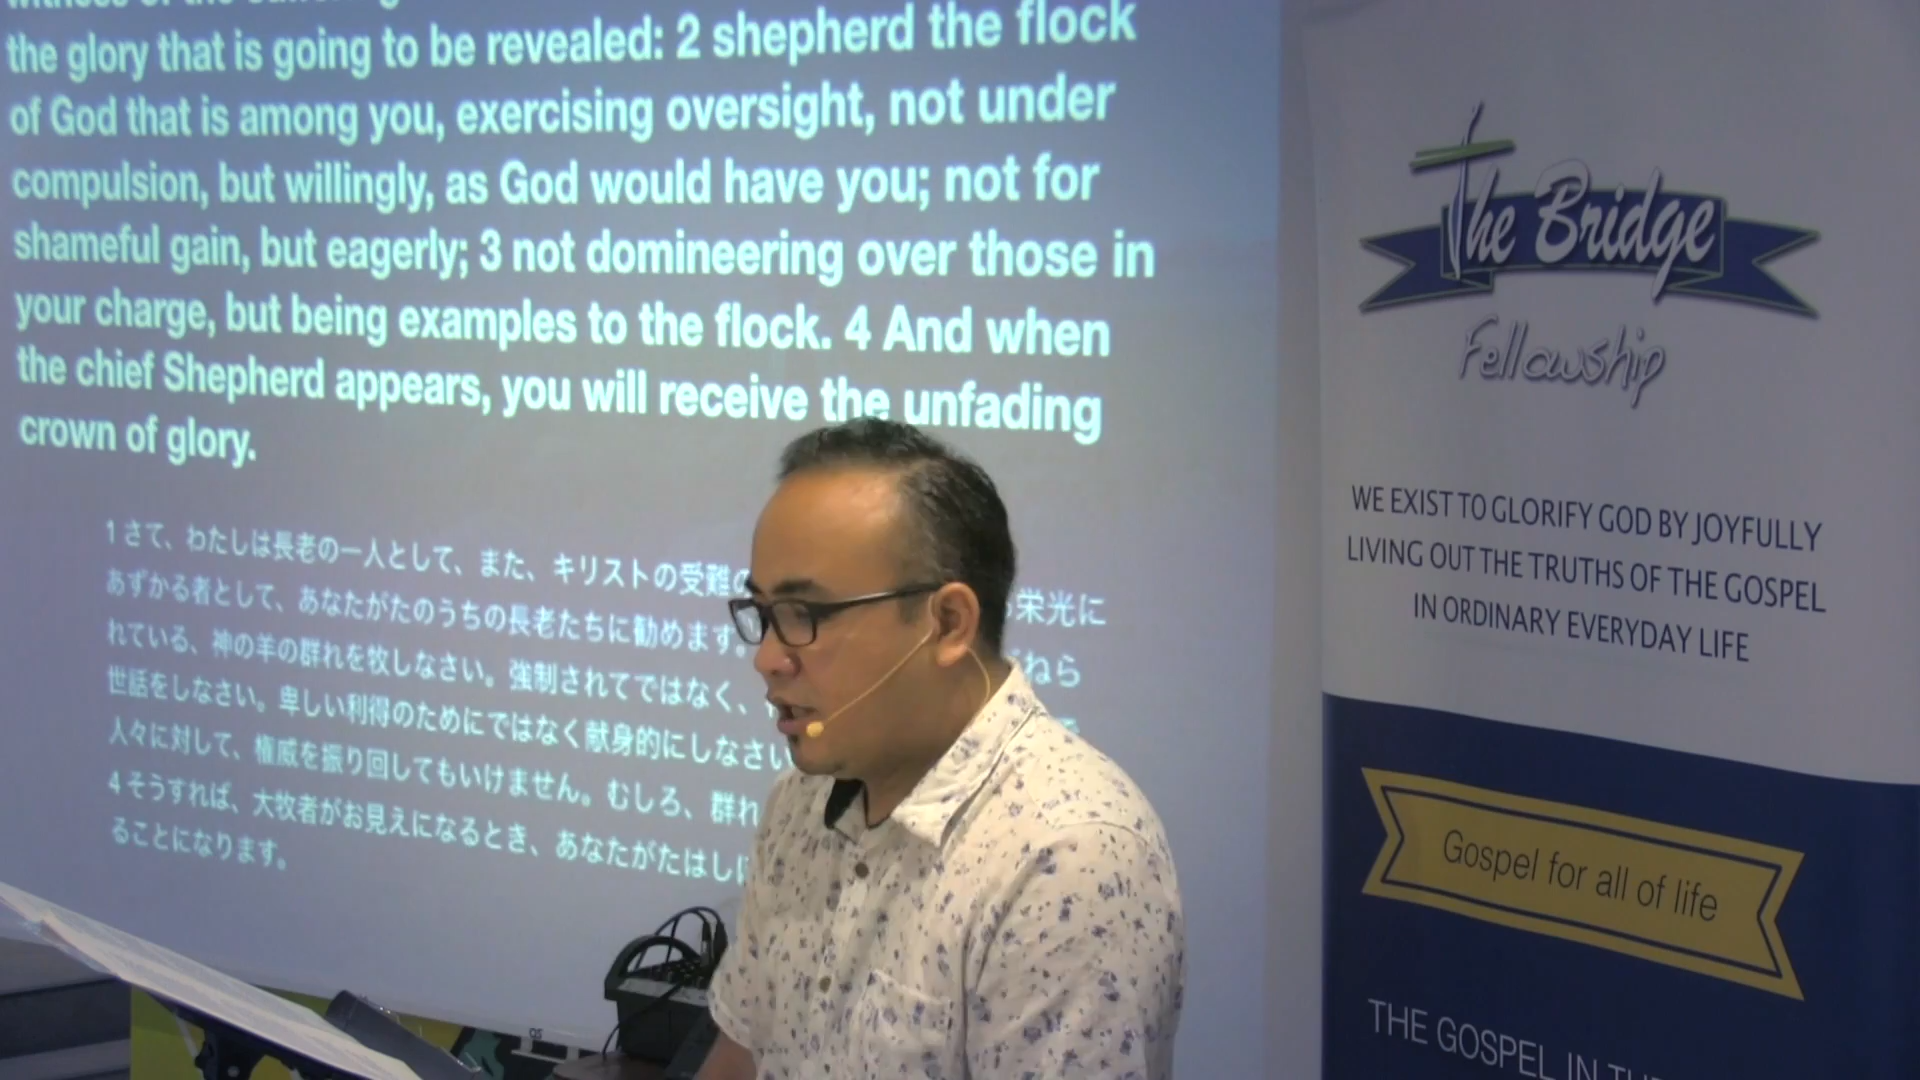 the glory that is going to be revealed: 2 shepherd the flock
of God that is among you, exercising oversight, not under
compulsion, but willingly, as God would have you; not for
shameful gain, but eagerly; 3 not domineering over those in
your charge, but being examples to the flock. 4 And when
the chief Shepherd appears, you will receive the unfading
crown of glory.
1 さて、わたしは長老の一人として、また、キリストの受難の 栄光に
あずかる者として、あなたがたのうちの長老たちに勧めます。 ねら
れている、神の羊の群れを牧しなさい。強制されてではなく、
世話をしなさい。卑しい利得のためにではなく献身的にしなさい
人々に対して、権威を振り回してもいけません。むしろ、群れ
4 そうすれば、大牧者がお見えになるとき、あなたがたはし
ることになります。
The Bridge
Fellowship
WE EXIST TO GLORIFY GOD BY JOYFULLY
LIVING OUT THE TRUTHS OF THE GOSPEL
IN ORDINARY EVERYDAY LIFE
Gospel for all of life
THE GOSPEL IN